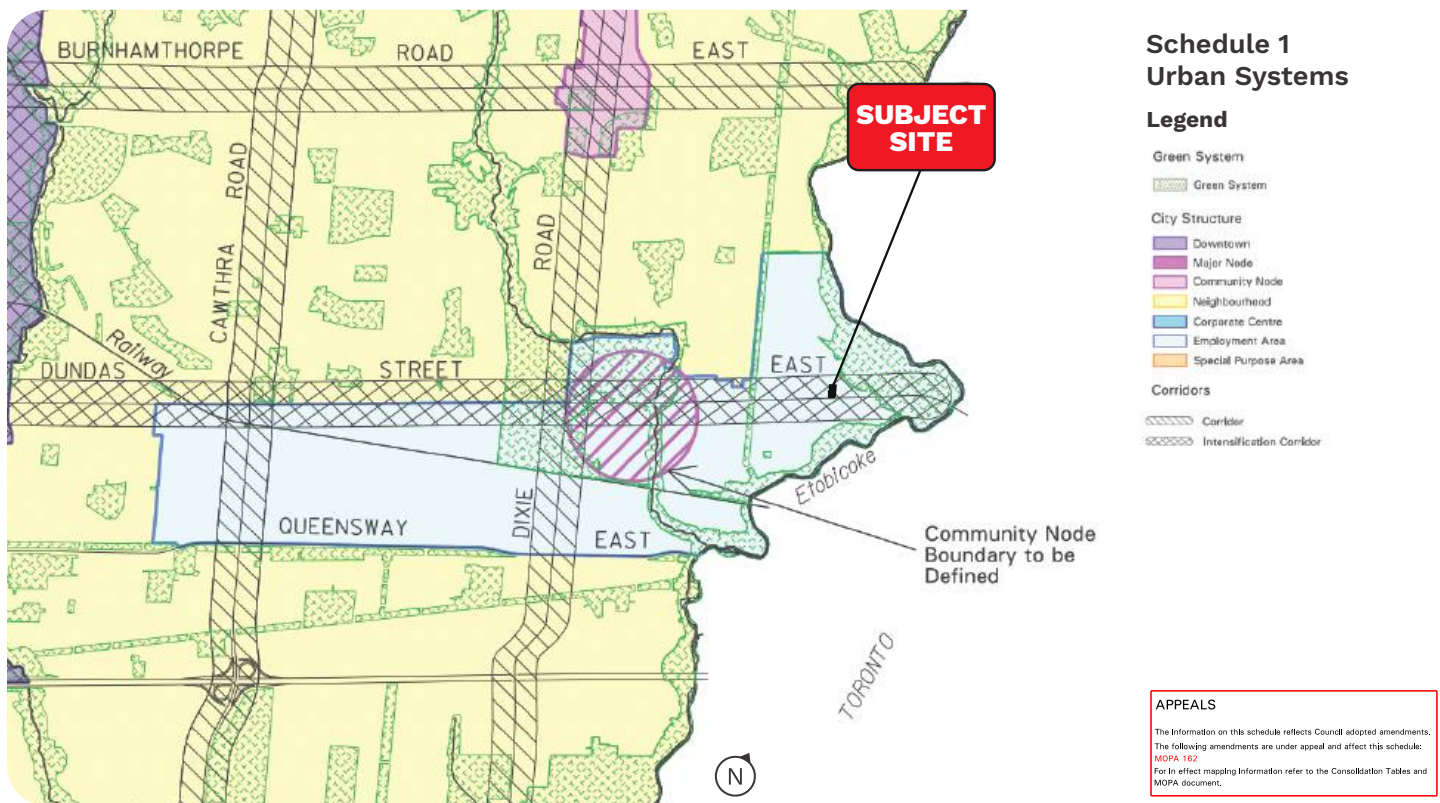 BURNHAMTHORPE ROAD EAST
SUBJECT
SITE
CAWTHRA ROAD
ROAD
Railway
DUNDAS STREET EAST
QUEENSWAY EAST
DIXIE
Etobicoke
Community Node
Boundary to be
Defined
TORONTO
N
Schedule 1
Urban Systems
Legend
Green System
Green System
City Structure
Downtown
Major Node
Community Node
Neighbourhood
Corporate Centre
Employment Area
Special Purpose Area
Corridors
Corridor
Intensification Corridor
APPEALS
The Information on this schedule reflects Council adopted amendments.
The following amendments are under appeal and affect this schedule:
MOPA 162
For In effect mapping Information refer to the Consolidation Tables and
MOPA document.